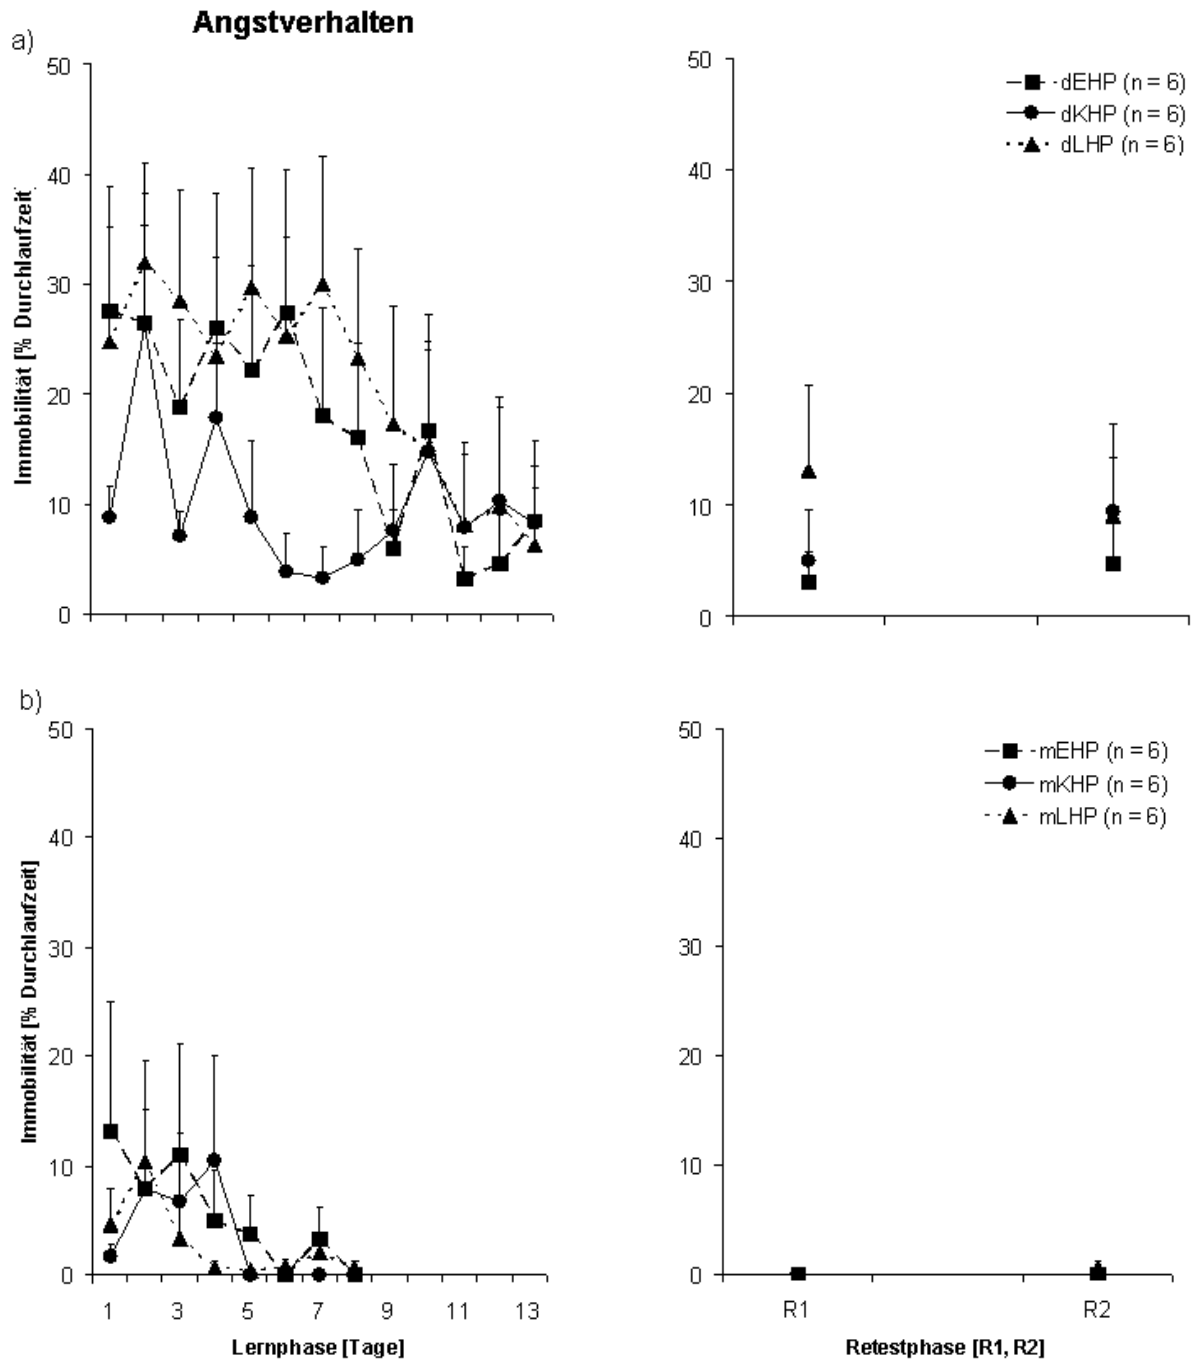 Angstverhalten
a)
Immobilität [% Durchlaufzeit]
50
40
30
20
10
0
50
40
30
20
10
0
dEHP (n = 6)
dKHP (n = 6)
dLHP (n = 6)
b)
Immobilität [% Durchlaufzeit]
50
40
30
20
10
0
1 3 5 7 9 11 13
Lernphase [Tage]
50
40
30
20
10
0
mEHP (n = 6)
mKHP (n = 6)
mLHP (n = 6)
R1 R2
Retestphase [R1, R2]